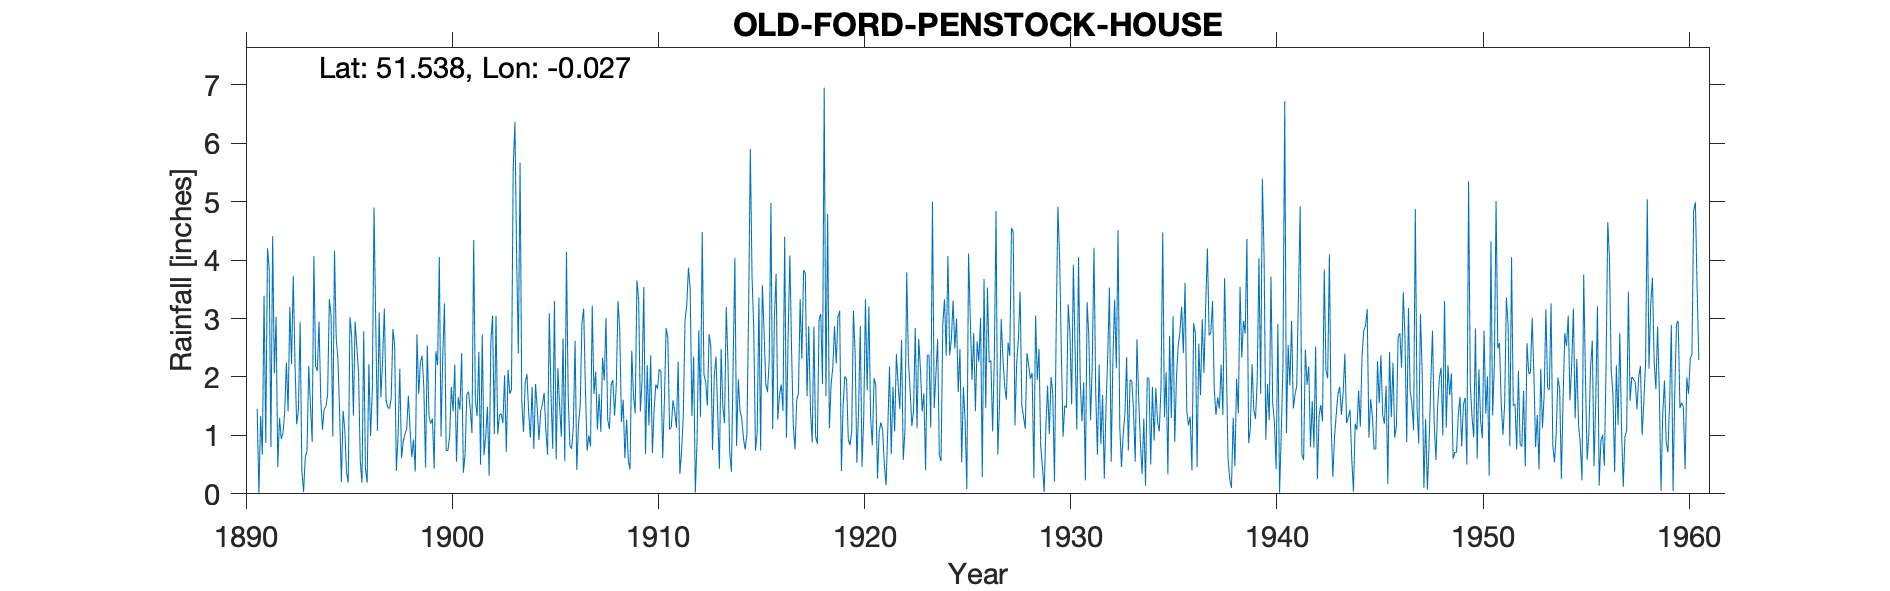 OLD-FORD-PENSTOCK-HOUSE
Lat: 51.538, Lon: -0.027
Rainfall [inches]
7
6
5
4
3
2
1
0
1890 1900 1910 1920 1930 1940 1950 1960
Year